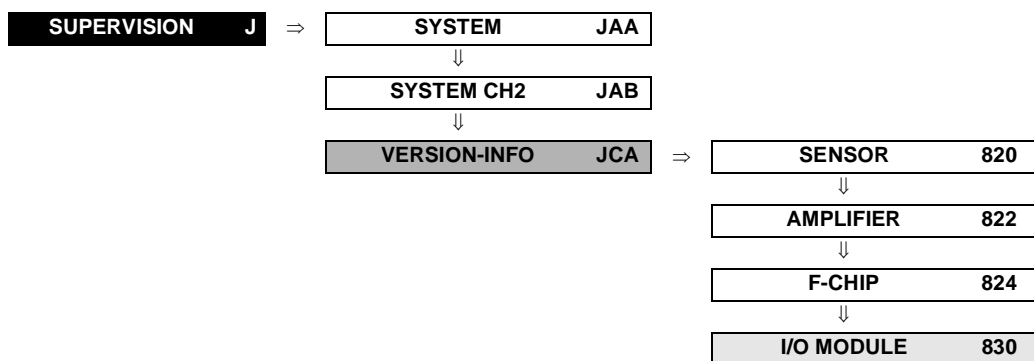 SUPERVISION J ⇒ SYSTEM JAA
⇓
SYSTEM CH2 JAB
⇓
VERSION-INFO JCA ⇒ SENSOR 820
⇓
AMPLIFIER 822
⇓
F-CHIP 824
⇓
I/O MODULE 830